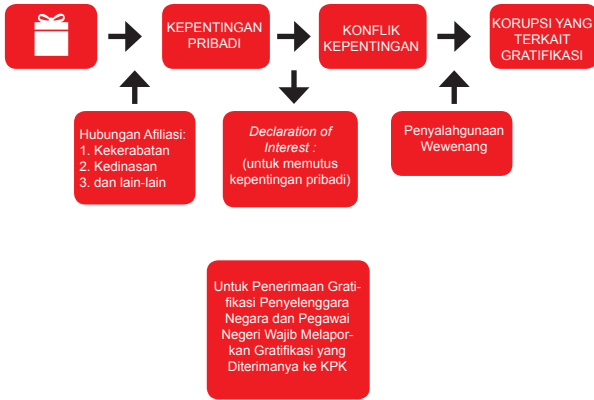 KEPENTINGAN
PRIBADI
KONFLIK
KEPENTINGAN
KORUPSI YANG
TERKAIT
GRATIFIKASI
Hubungan Afiliasi:
1. Kekerabatan
2. Kedinasan
3. dan lain-lain
Declaration of
Interest :
(untuk memutus
kepentingan pribadi)
Penyalahgunaan
Wewenang
Untuk Penerimaan Grati-
fikasi Penyelenggara
Negara dan Pegawai
Negeri Wajib Melapor-
kan Gratifikasi yang
Diterimanya ke KPK